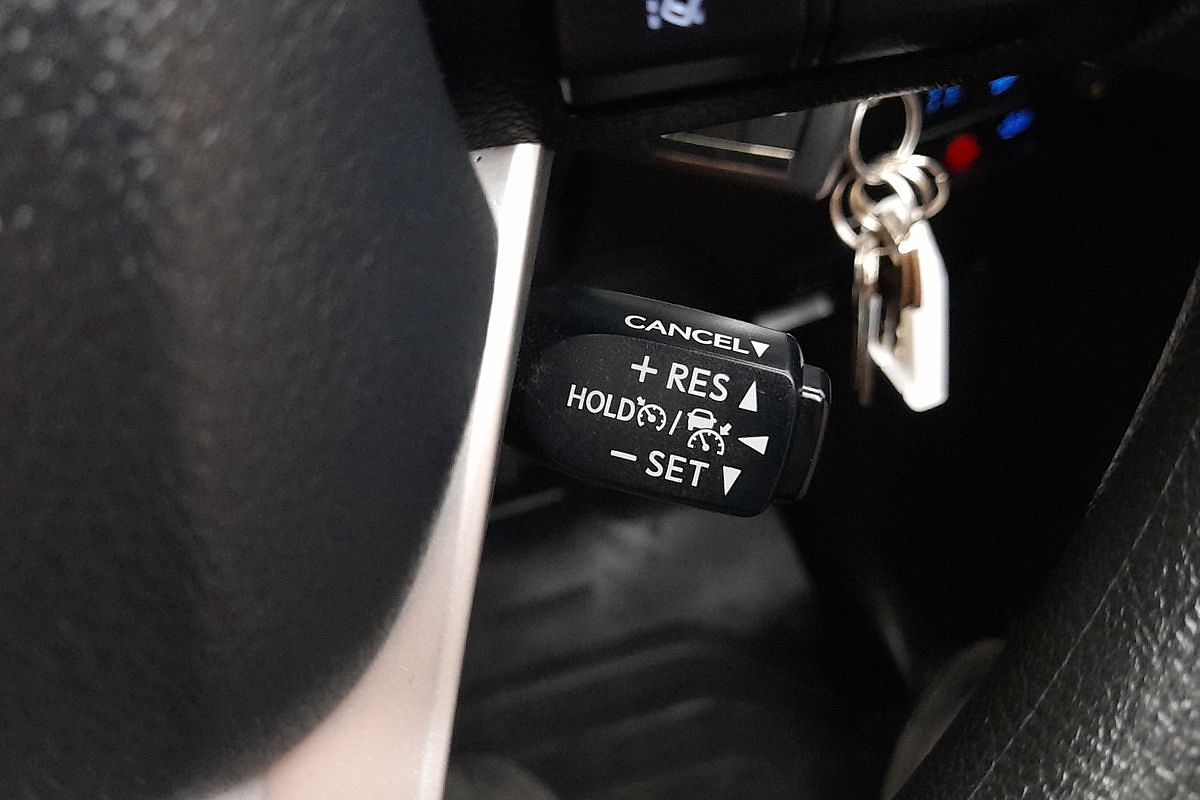 CANCEL▼
+ RES ▲
HOLD / ◀
− SET ▼